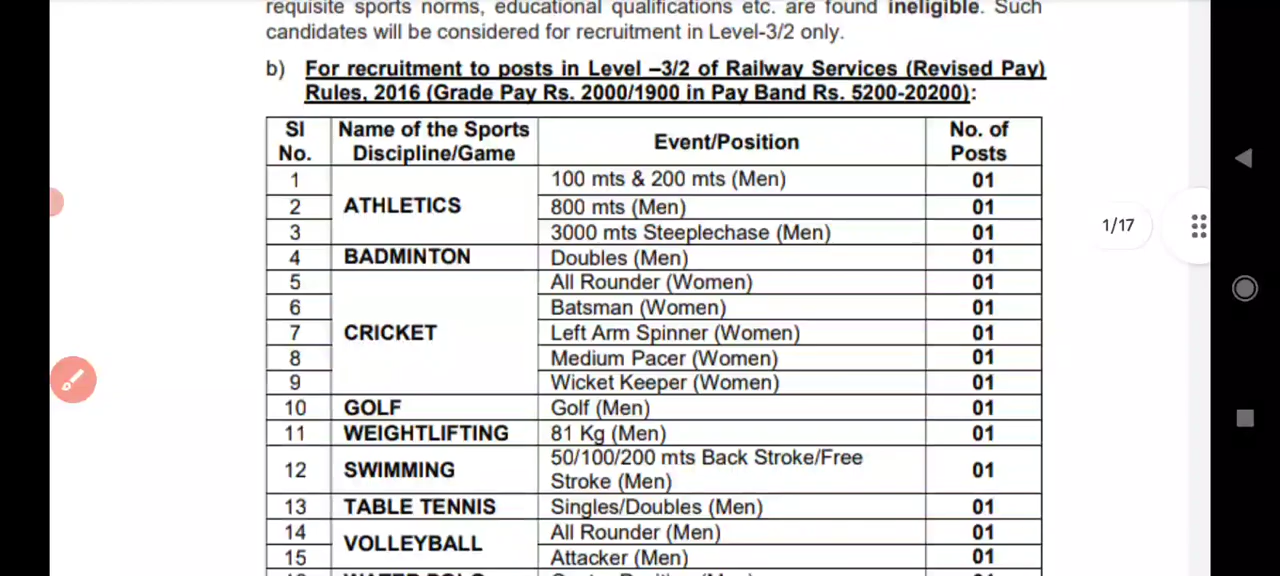 requisite sports norms, educational qualifications etc. are found ineligible. Such
candidates will be considered for recruitment in Level-3/2 only.
b) For recruitment to posts in Level –3/2 of Railway Services (Revised Pay)
Rules, 2016 (Grade Pay Rs. 2000/1900 in Pay Band Rs. 5200-20200):
Sl No. Name of the Sports Discipline/Game Event/Position No. of Posts
1 ATHLETICS 100 mts & 200 mts (Men) 01
2 800 mts (Men) 01
3 3000 mts Steeplechase (Men) 01
4 BADMINTON Doubles (Men) 01
5 CRICKET All Rounder (Women) 01
6 Batsman (Women) 01
7 Left Arm Spinner (Women) 01
8 Medium Pacer (Women) 01
9 Wicket Keeper (Women) 01
10 GOLF Golf (Men) 01
11 WEIGHTLIFTING 81 Kg (Men) 01
12 SWIMMING 50/100/200 mts Back Stroke/Free
Stroke (Men) 01
13 TABLE TENNIS Singles/Doubles (Men) 01
14 VOLLEYBALL All Rounder (Men) 01
15 Attacker (Men) 01
1/17